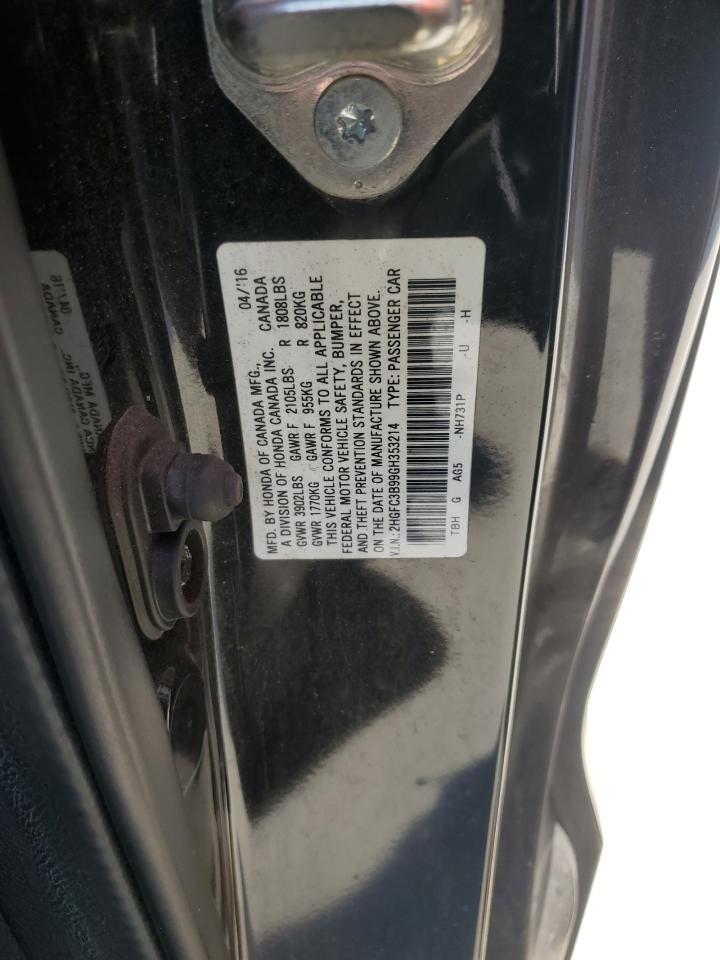 MFD. BY HONDA OF CANADA MFG., 04/'16
A DIVISION OF HONDA CANADA INC. CANADA
GVWR 3902LBS GAWR F 2105LBS R 1808LBS
GVWR 1770KG GAWR F 955KG R 820KG
THIS VEHICLE CONFORMS TO ALL APPLICABLE
FEDERAL MOTOR VEHICLE SAFETY, BUMPER,
AND THEFT PREVENTION STANDARDS IN EFFECT
ON THE DATE OF MANUFACTURE SHOWN ABOVE.
V.I.N.:2HGFC3B99GH353214 TYPE: PASSENGER CAR
TBH G AG5 -NH731P -U -H